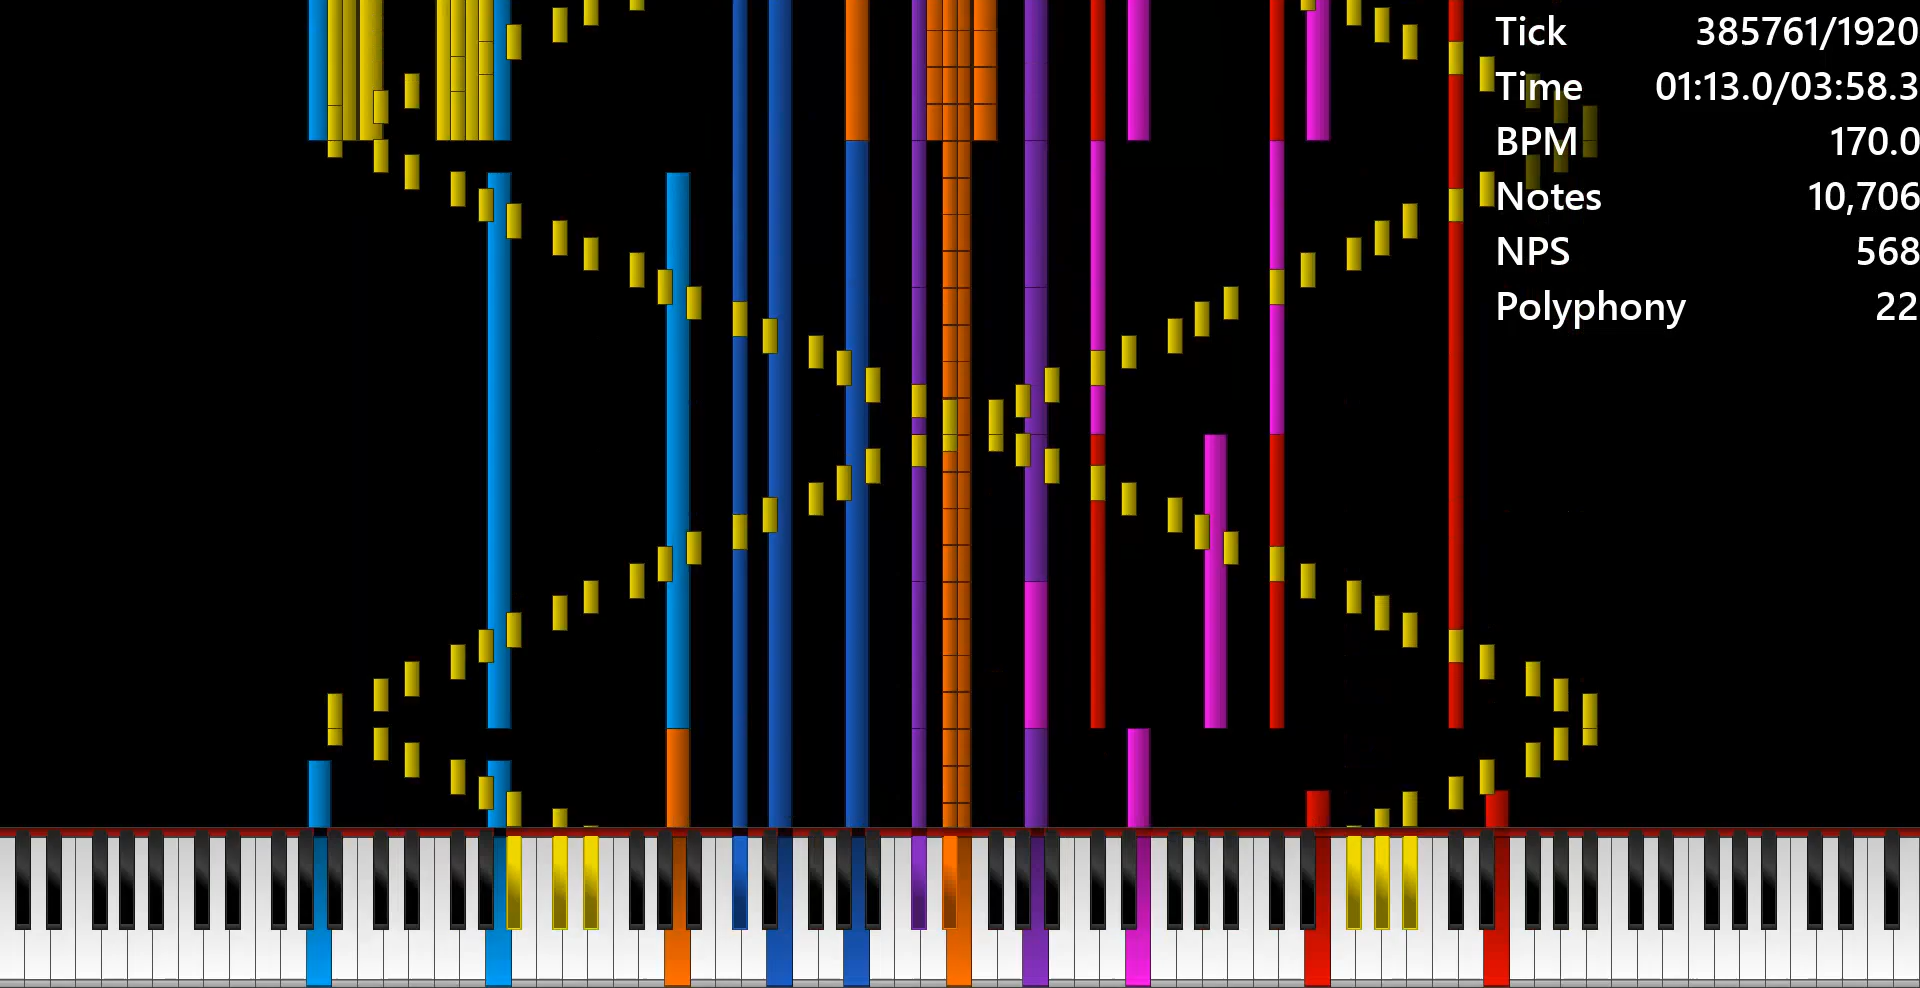 Tick 385761/1920
Time 01:13.0/03:58.3
BPM 170.0
Notes 10,706
NPS 568
Polyphony 22